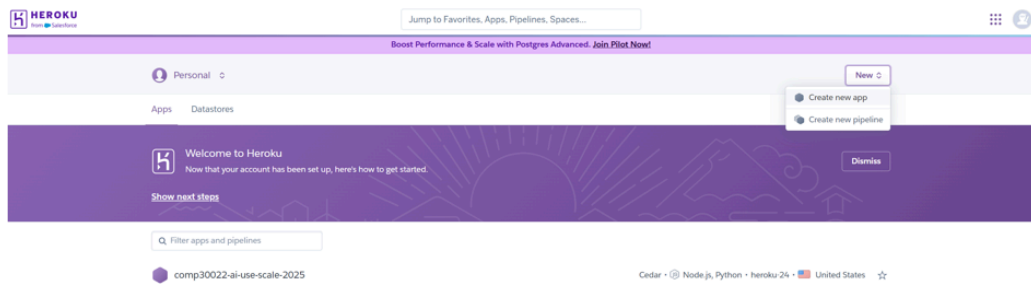 HEROKU
from Salesforce
Jump to Favorites, Apps, Pipelines, Spaces...
Boost Performance & Scale with Postgres Advanced. Join Pilot Now!
Personal
New
Create new app
Create new pipeline
Apps Datastores
Welcome to Heroku
Now that your account has been set up, here's how to get started.
Dismiss
Show next steps
Filter apps and pipelines
comp30022-ai-use-scale-2025 Cedar • Node.js, Python • heroku-24 • United States